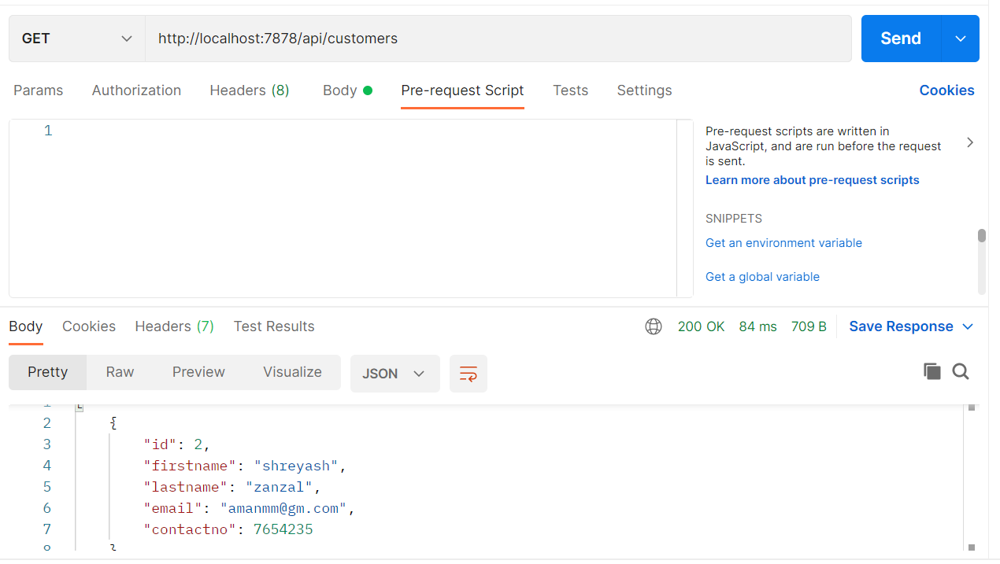 GET http://localhost:7878/api/customers Send
Params Authorization Headers (8) Body Pre-request Script Tests Settings Cookies
1
Pre-request scripts are written in
JavaScript, and are run before the request
is sent.
Learn more about pre-request scripts
SNIPPETS
Get an environment variable
Get a global variable
Body Cookies Headers (7) Test Results 200 OK 84 ms 709 B Save Response
Pretty Raw Preview Visualize JSON
1 [
2 {
3 "id": 2,
4 "firstname": "shreyash",
5 "lastname": "zanzal",
6 "email": "amanmm@gm.com",
7 "contactno": 7654235
8 }